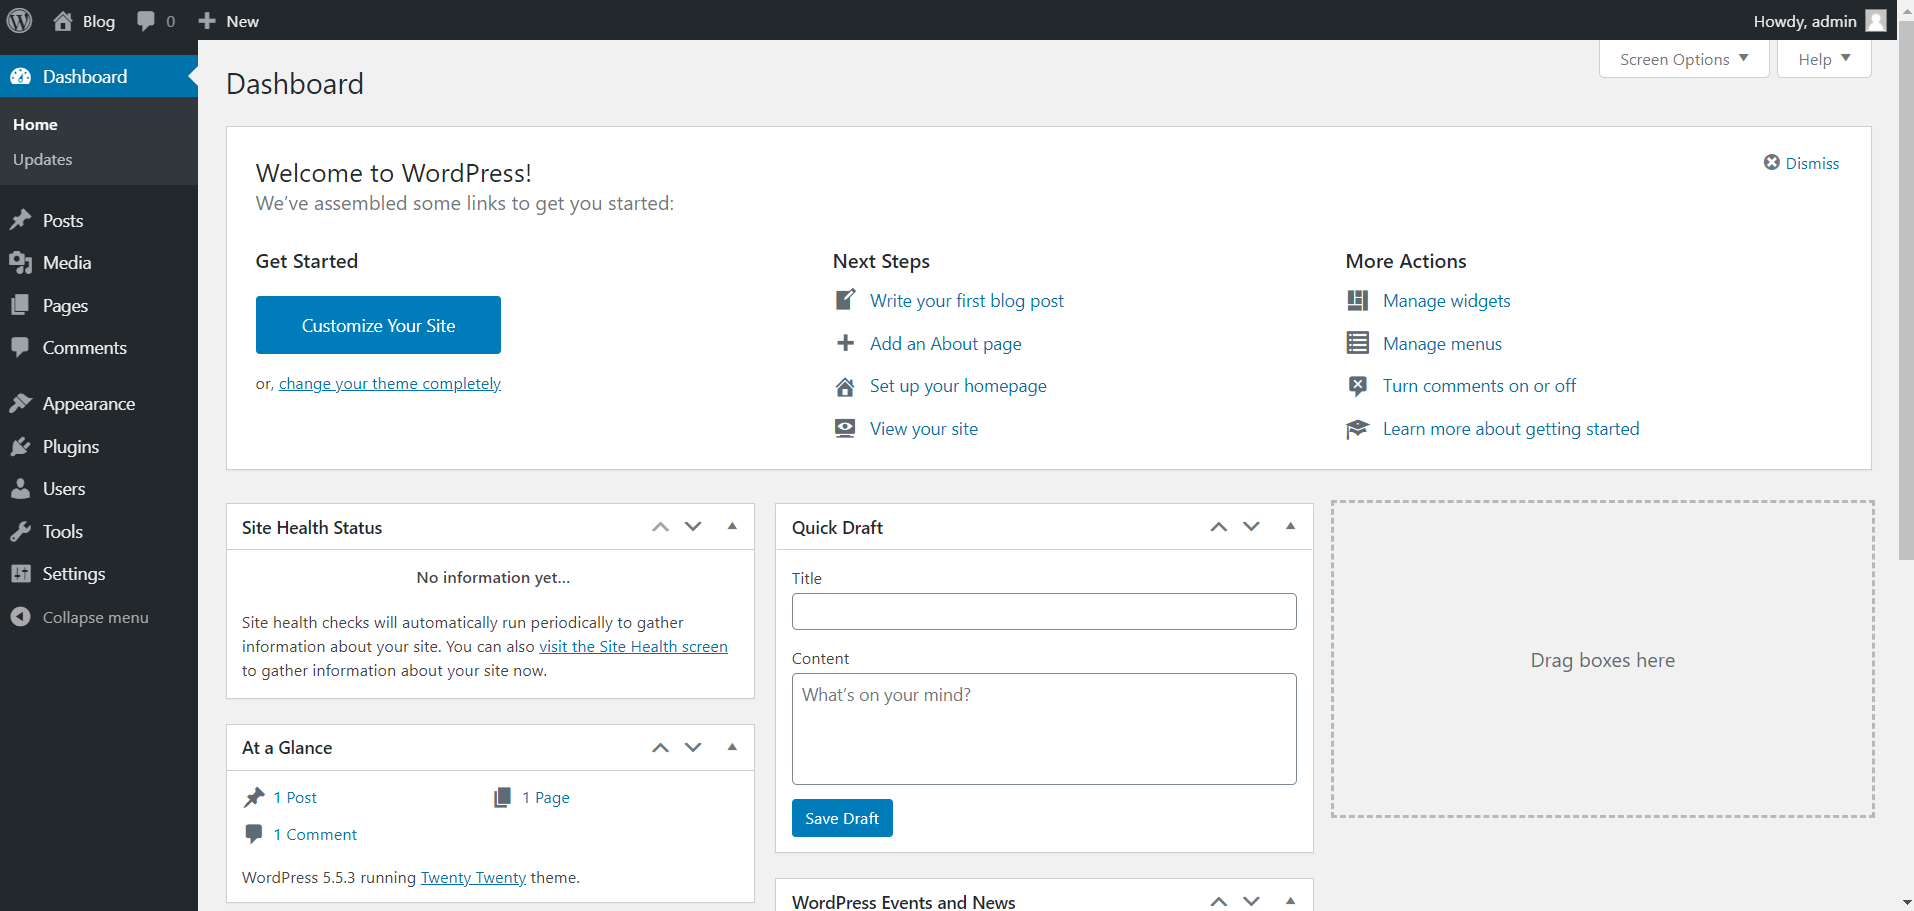 Blog 0 New Howdy, admin
Dashboard
Home
Updates
Posts
Media
Pages
Comments
Appearance
Plugins
Users
Tools
Settings
Collapse menu
Screen Options Help
Dashboard
Welcome to WordPress!
We’ve assembled some links to get you started:
Dismiss
Get Started
Customize Your Site
or, change your theme completely
Next Steps
Write your first blog post
Add an About page
Set up your homepage
View your site
More Actions
Manage widgets
Manage menus
Turn comments on or off
Learn more about getting started
Site Health Status
No information yet...
Site health checks will automatically run periodically to gather
information about your site. You can also visit the Site Health screen
to gather information about your site now.
At a Glance
1 Post 1 Page
1 Comment
WordPress 5.5.3 running Twenty Twenty theme.
Quick Draft
Title
Content
What’s on your mind?
Save Draft
WordPress Events and News
Drag boxes here